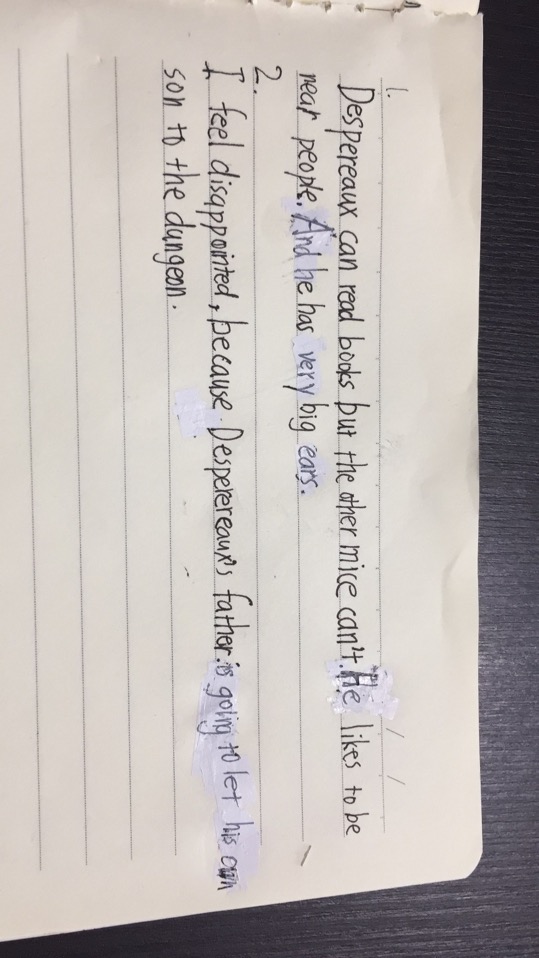 1.
Despereaux can read books but the other mice can't. He likes to be
near people. And he has very big ears.
2.
I feel disappointed, because Desperereaux's father is going to let his own
son to the dungeon.